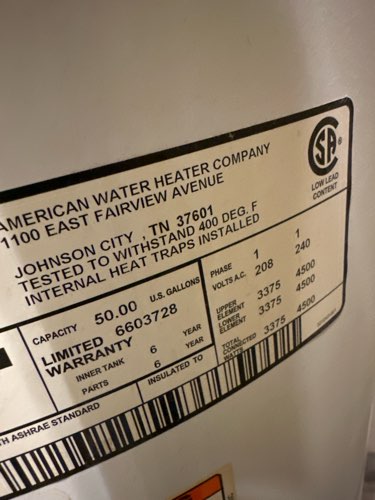 AMERICAN WATER HEATER COMPANY
1100 EAST FAIRVIEW AVENUE
JOHNSON CITY , TN 37601
TESTED TO WITHSTAND 400 DEG. F
INTERNAL HEAT TRAPS INSTALLED
SA ®
LOW LEAD
CONTENT
CAPACITY 50.00 U.S. GALLONS
LIMITED 6603728
WARRANTY
INNER TANK 6 YEAR
PARTS 6 YEAR
INSULATED TO
TH ASHRAE STANDARD
PHASE 1 1
VOLTS A.C. 208 240
UPPER
ELEMENT 3375 4500
LOWER
ELEMENT 3375 4500
TOTAL
CONNECTED
WATTS 3375 4500